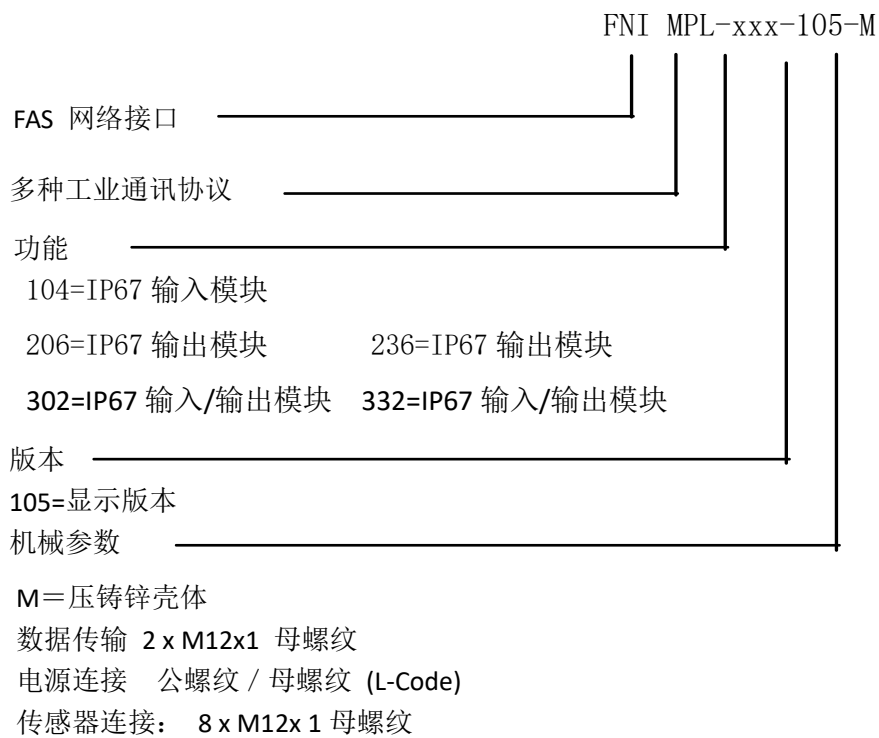 FNI MPL-xxx-105-M
FAS 网络接口
多种工业通讯协议
功能
104=IP67 输入模块
206=IP67 输出模块 236=IP67 输出模块
302=IP67 输入/输出模块 332=IP67 输入/输出模块
版本
105=显示版本
机械参数
M＝压铸锌壳体
数据传输 2 x M12x1 母螺纹
电源连接 公螺纹 / 母螺纹 (L-Code)
传感器连接： 8 x M12x 1 母螺纹